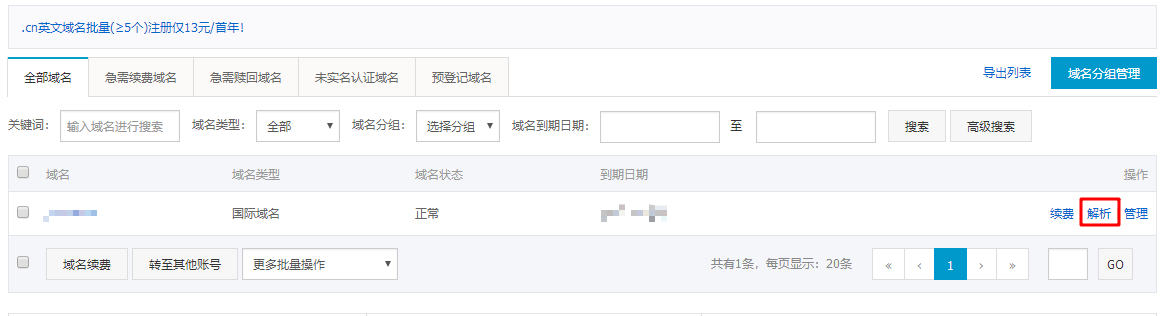 .cn英文域名批量(≥5个)注册仅13元/首年!
全部域名 急需续费域名 急需赎回域名 未实名认证域名 预登记域名 导出列表 域名分组管理
关键词: 输入域名进行搜索 域名类型: 全部 域名分组: 选择分组 域名到期日期: 至 搜索 高级搜索
域名 域名类型 域名状态 到期日期 操作
国际域名 正常 续费 解析 管理
域名续费 转至其他账号 更多批量操作 共有1条，每页显示：20条 « ‹ 1 › » GO